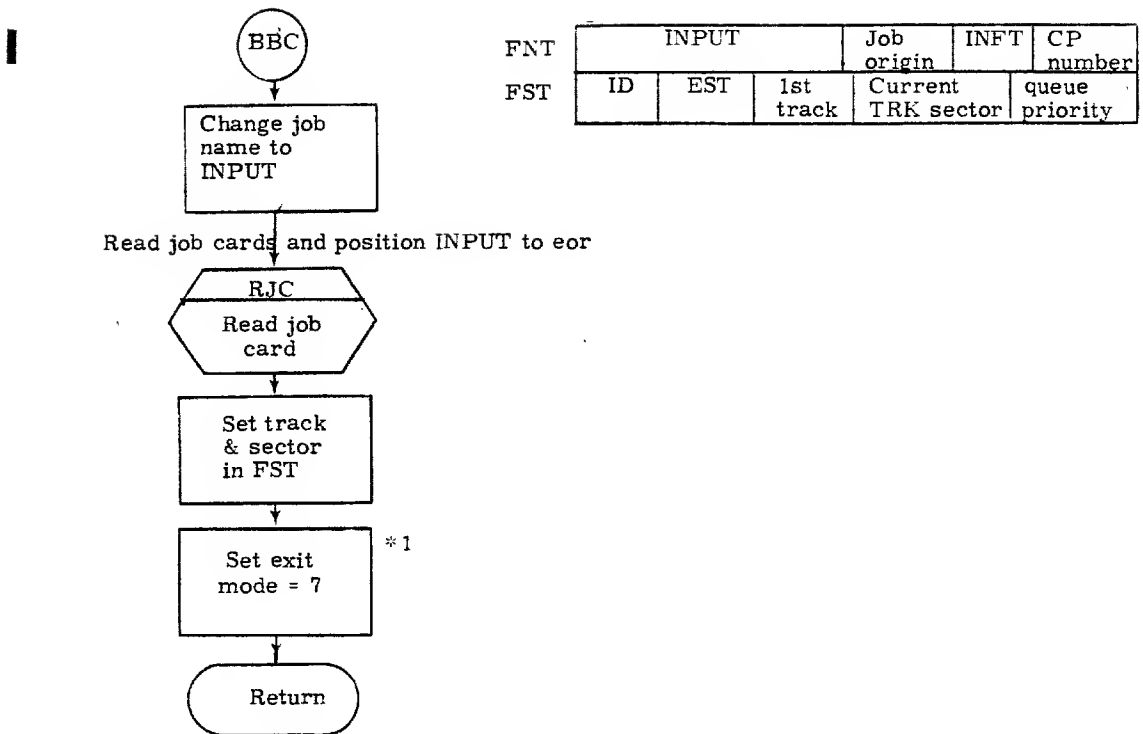 BBC
Change job
name to
INPUT
Read job cards and position INPUT to eor
RJC
Read job
card
Set track
& sector
in FST
*1
Set exit
mode = 7
Return
FNT
INPUT
Job
origin
INFT
CP
number
FST
ID
EST
1st
track
Current
TRK sector
queue
priority